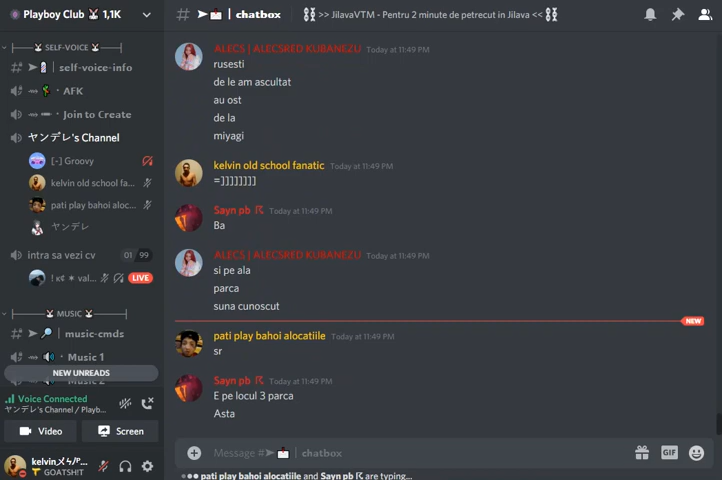 Playboy Club 🐰 1,1K
# ➤📩 | chatbox
⛓ >> JilavaVTM - Pentru 2 minute de petrecut in Jilava << ⛓
SELF-VOICE
self-voice-info
AFK
Join to Create
ヤンデレ's Channel
[-] Groovy
kelvin old school fa...
pati play bahoi aloc...
ヤンデレ
intra sa vezi cv 01 99
! ĸ¢ ✶ val... LIVE
MUSIC
music-cmds
Music 1
NEW UNREADS
Voice Connected
ヤンデレ's Channel / Playb...
Video
Screen
GOATSH!T
ALECS | ALECSRED KUBANEZU Today at 11:49 PM
rusesti
de le am ascultat
au ost
de la
miyagi
kelvin old school fanatic Today at 11:49 PM
=]]]]]]]]
Sayn pb Today at 11:49 PM
Ba
ALECS | ALECSRED KUBANEZU Today at 11:49 PM
si pe ala
parca
suna cunoscut
NEW
pati play bahoi alocatiile Today at 11:49 PM
sr
Sayn pb Today at 11:49 PM
E pe locul 3 parca
Asta
Message #➤📩 | chatbox
GIF
pati play bahoi alocatiile and Sayn pb are typing...